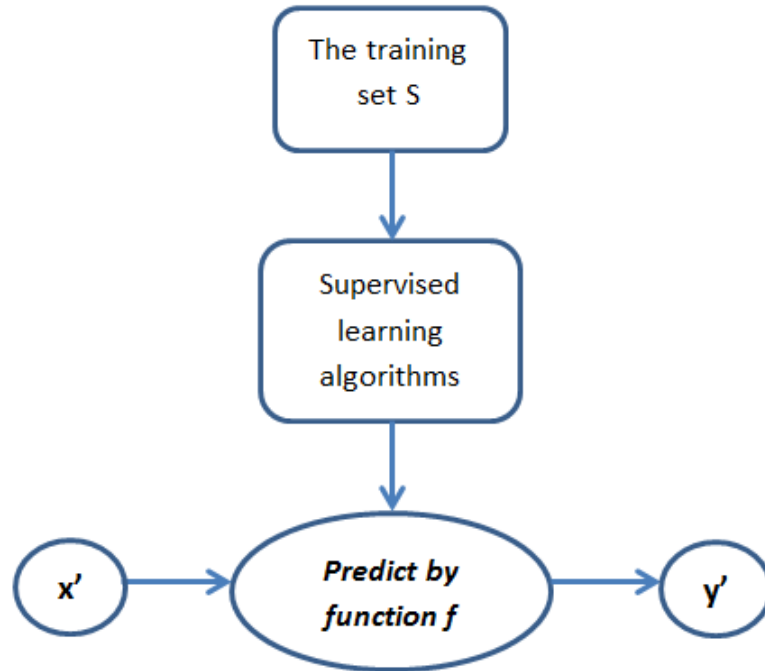 The training
set S
Supervised
learning
algorithms
x’
Predict by
function f
y’